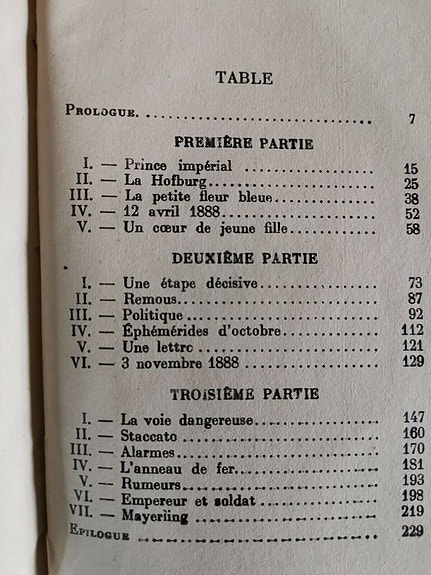 TABLE
PROLOGUE. .............................. 7
PREMIÈRE PARTIE
I. — Prince impérial .................. 15
II. — La Hofburg...................... 25
III. — La petite fleur bleue............ 38
IV. — 12 avril 1888.................... 52
V. — Un cœur de jeune fille............ 58
DEUXIÈME PARTIE
I. — Une étape décisive ............... 73
II. — Remous.......................... 87
III. — Politique ...................... 92
IV. — Éphémérides d'octobre............ 112
V. — Une lettre ....................... 121
VI. — 3 novembre 1888 ................. 129
TROISIÈME PARTIE
I. — La voie dangereuse................ 147
II. — Staccato ........................ 160
III. — Alarmes ........................ 170
IV. — L'anneau de fer.................. 181
V. — Rumeurs .......................... 193
VI. — Empereur et soldat .............. 198
VII. — Mayerling ...................... 219
EPILOGUE .............................. 229